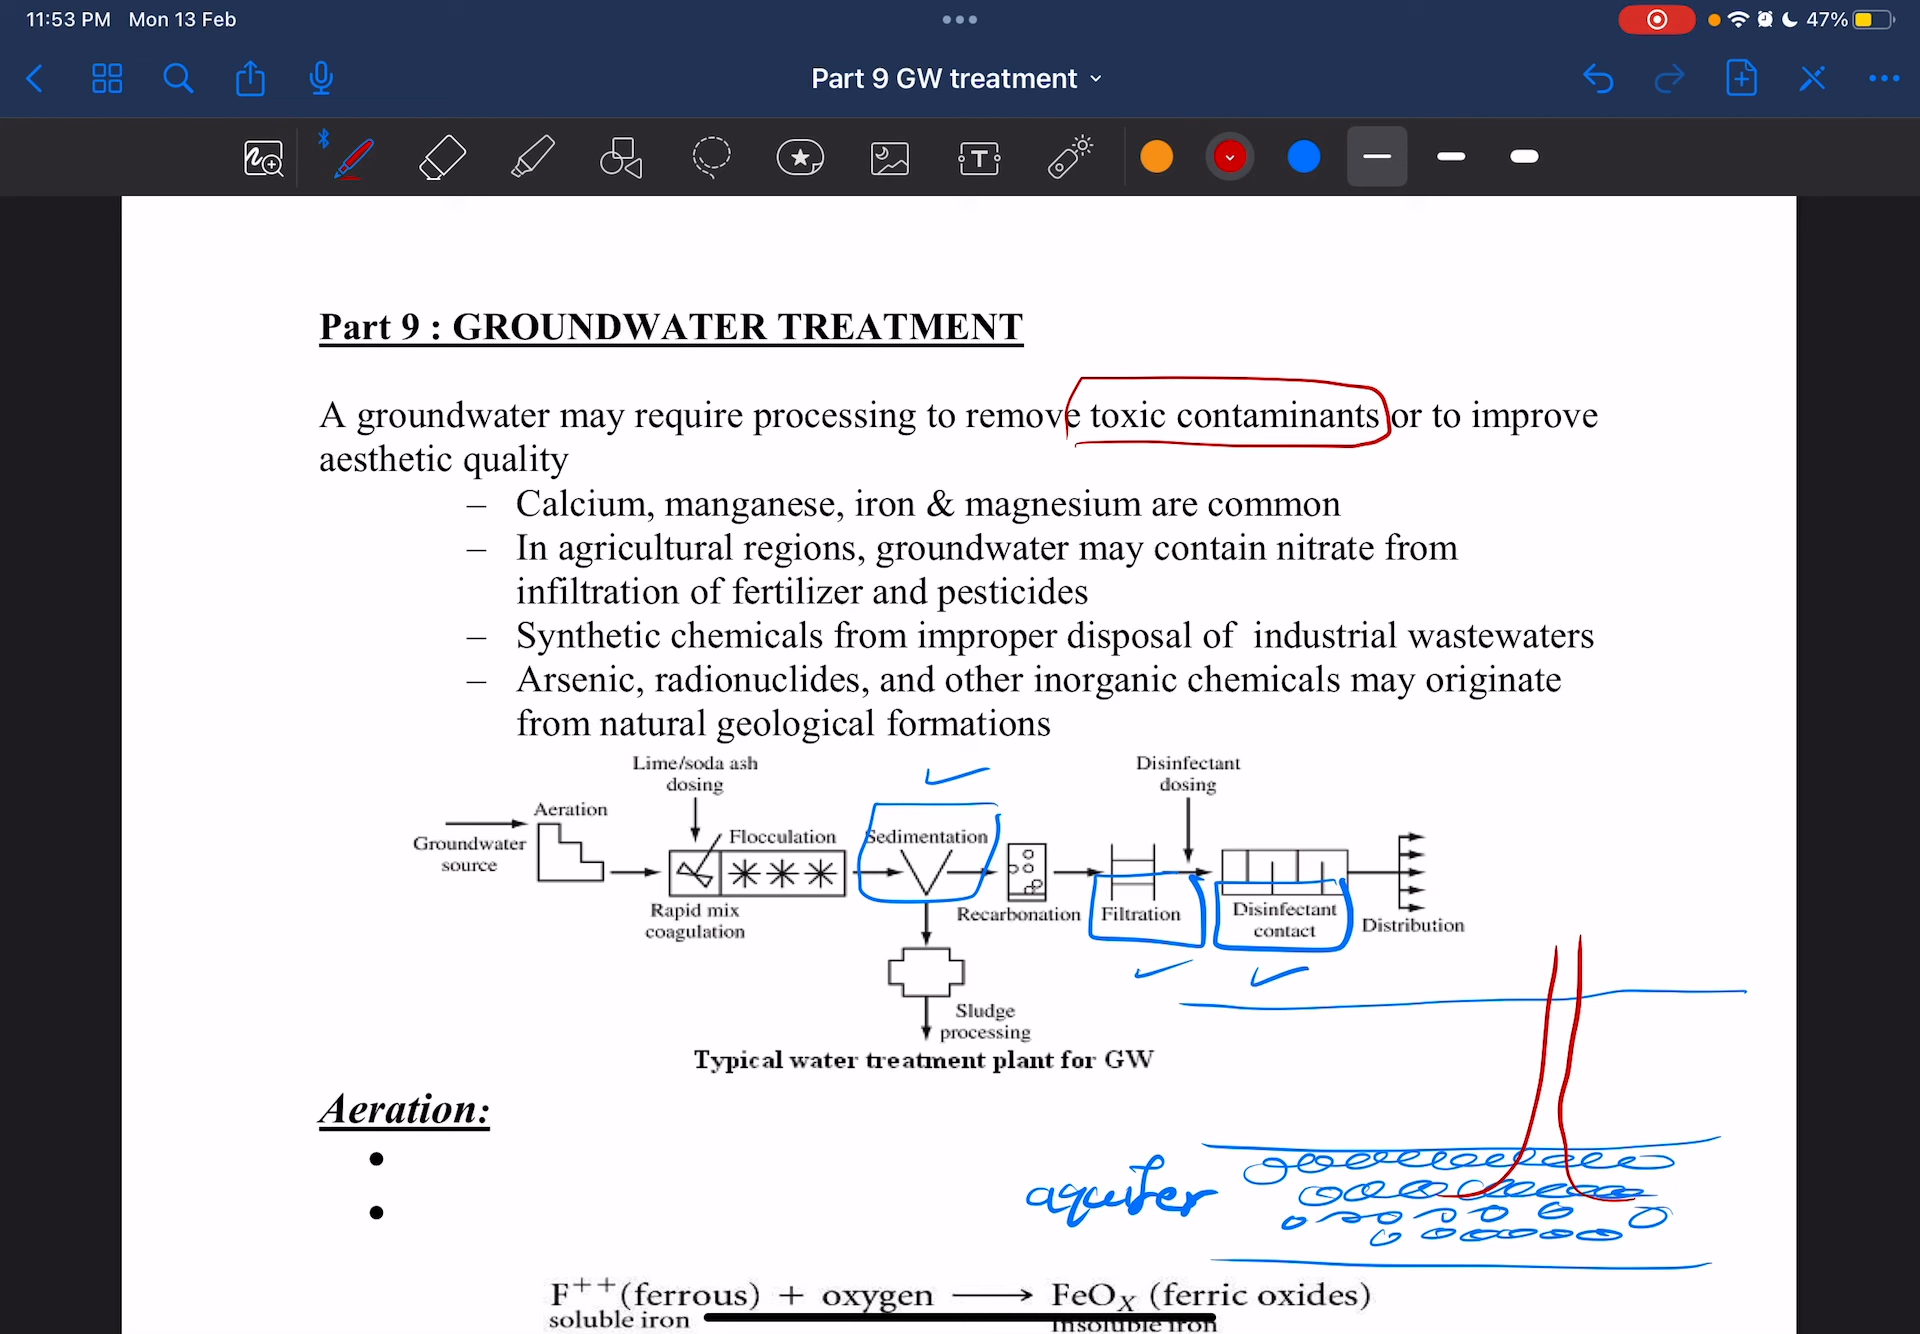 11:53 PM Mon 13 Feb
47%
Part 9 GW treatment
T
Part 9 : GROUNDWATER TREATMENT
A groundwater may require processing to remove toxic contaminants or to improve
aesthetic quality
– Calcium, manganese, iron & magnesium are common
– In agricultural regions, groundwater may contain nitrate from
infiltration of fertilizer and pesticides
– Synthetic chemicals from improper disposal of industrial wastewaters
– Arsenic, radionuclides, and other inorganic chemicals may originate
from natural geological formations
Lime/soda ash
dosing
Disinfectant
dosing
Aeration
Flocculation
Sedimentation
Groundwater
source
Rapid mix
coagulation
Recarbonation
Filtration
Disinfectant
contact
Distribution
Sludge
processing
Typical water treatment plant for GW
Aeration:
•
•
aquifer
F++ (ferrous) + oxygen ⟶ FeOX (ferric oxides)
soluble iron
insoluble iron